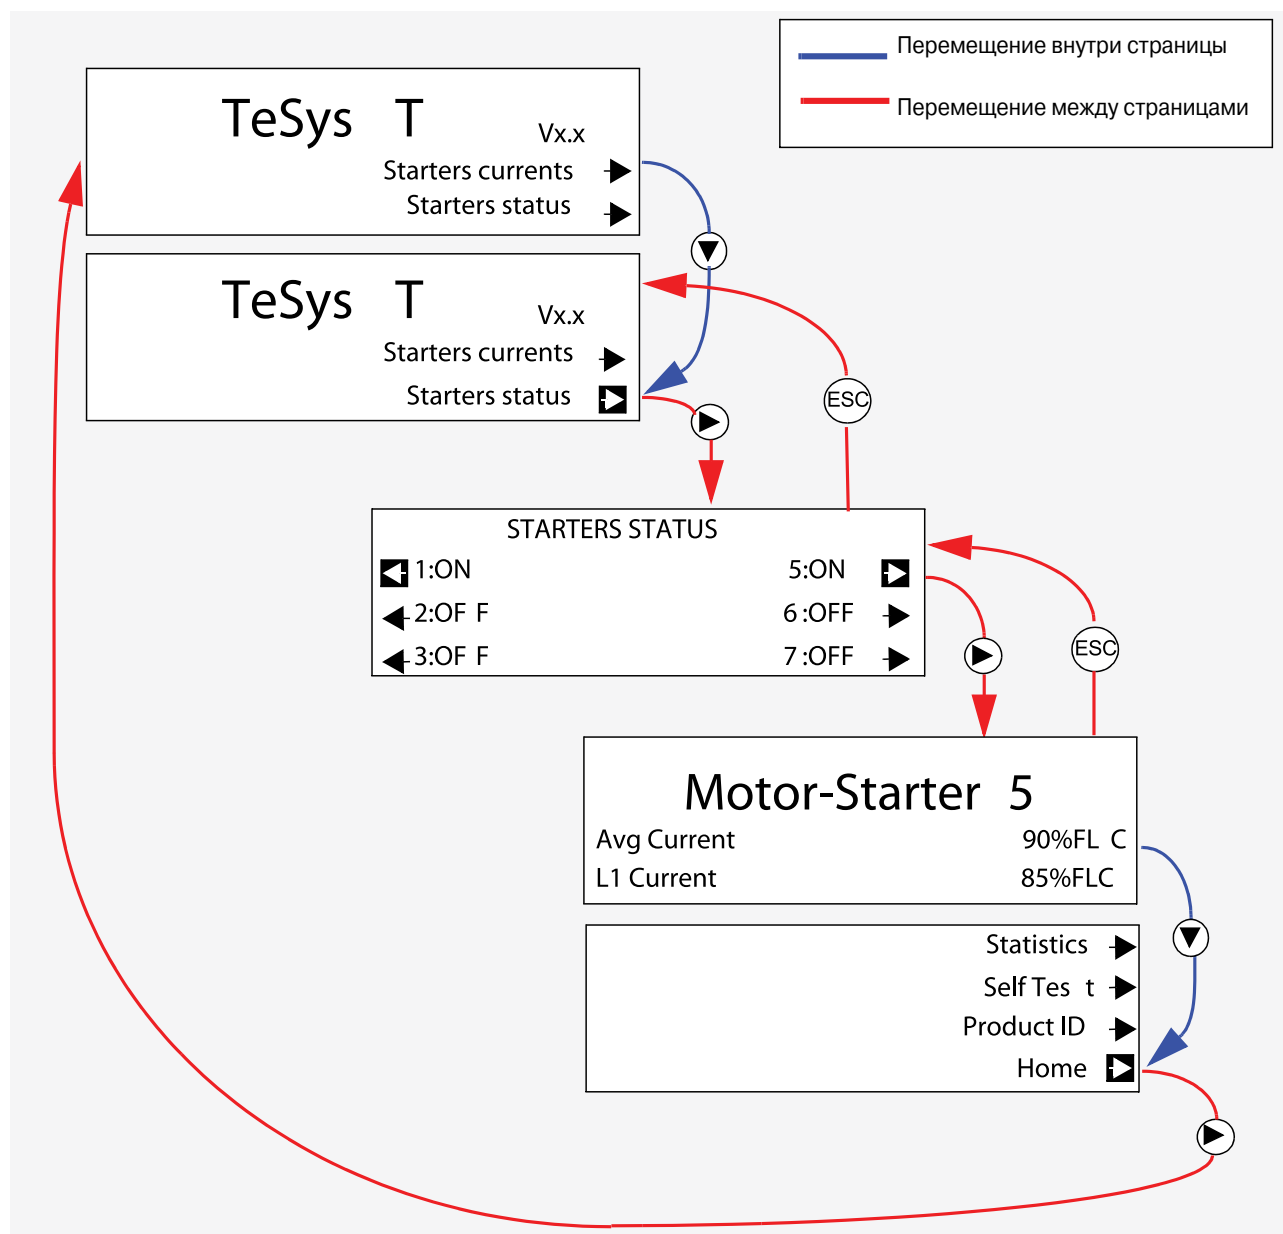 Перемещение внутри страницы
Перемещение между страницами
TeSys T
Vx.x
Starters currents
Starters status
TeSys T
Vx.x
Starters currents
Starters status
ESC
STARTERS STATUS
1:ON 5:ON
2:OF F 6 :OFF
3:OF F 7 :OFF
ESC
Motor-Starter 5
Avg Current 90%FL C
L1 Current 85%FLC
Statistics
Self Tes t
Product ID
Home